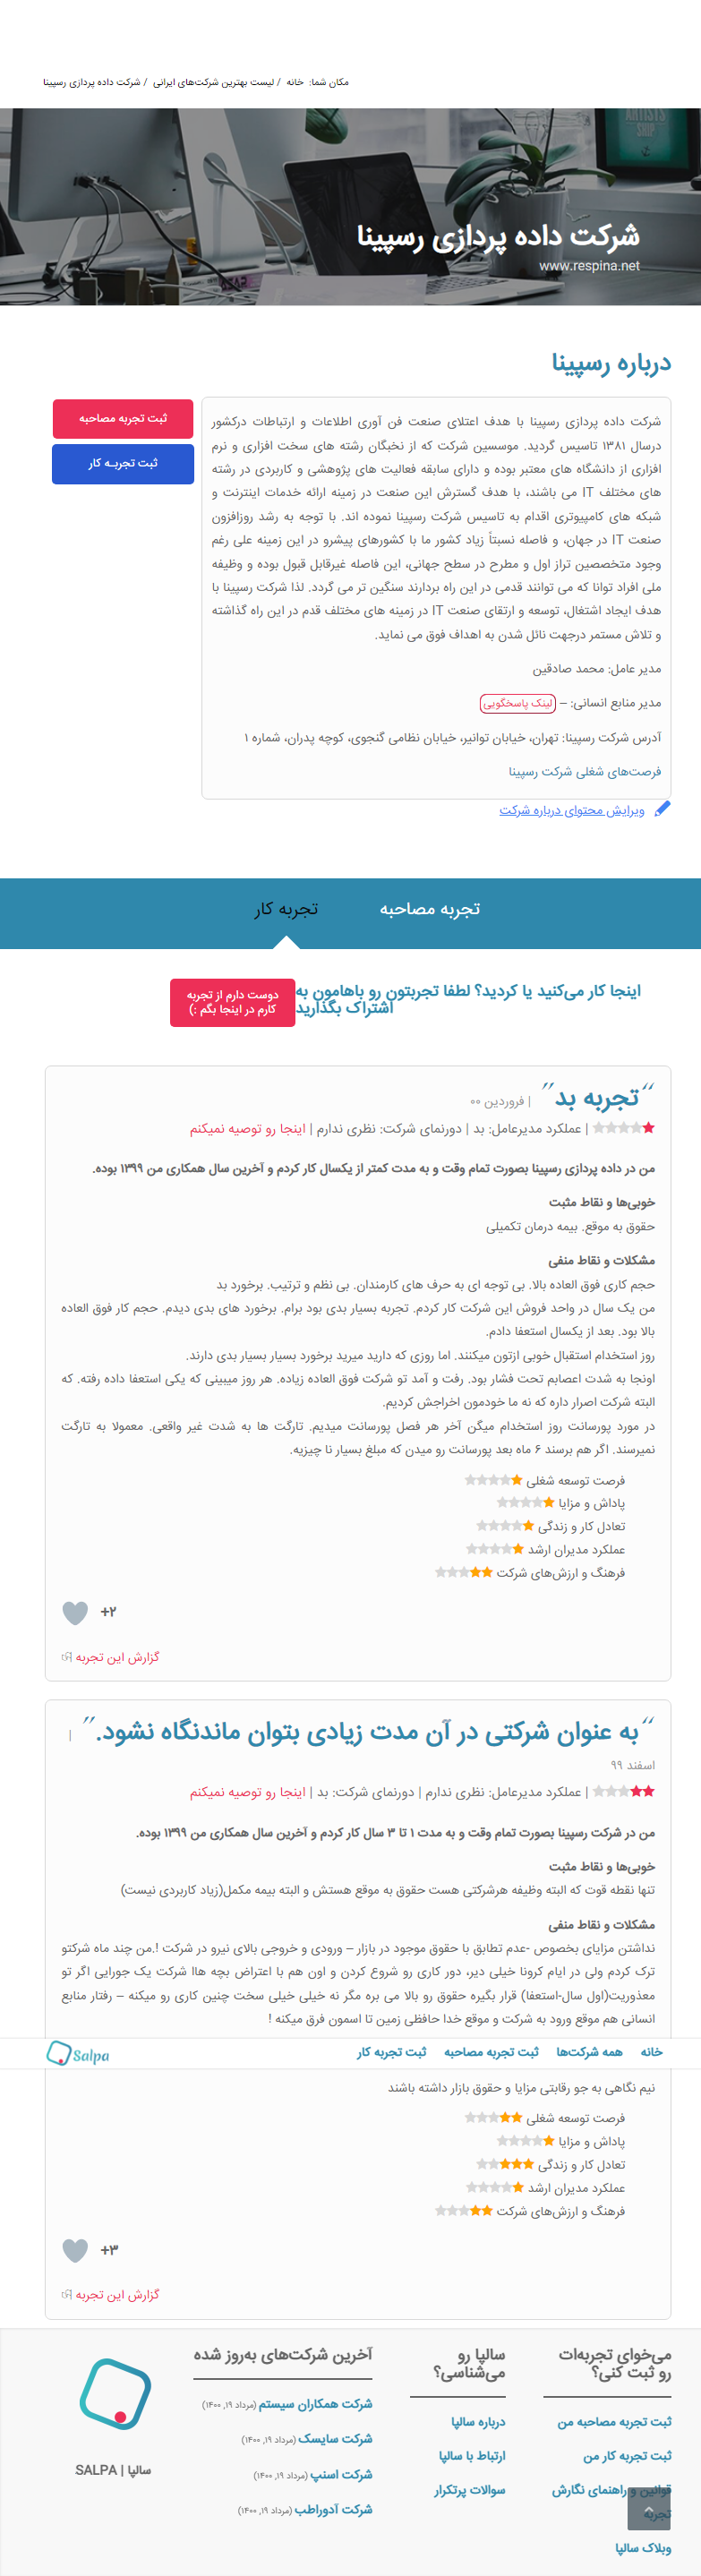 مکان شما: خانه / لیست بهترین شرکت‌های ایرانی / شرکت داده پردازی رسپینا
ARTISTS
SHIP
شرکت داده پردازی رسپینا
www.respina.net
درباره رسپینا
ثبت تجربه مصاحبه
ثبت تجربـه کار
شرکت داده پردازی رسپینا با هدف اعتلای صنعت فن آوری اطلاعات و ارتباطات درکشور
درسال ۱۳۸۱ تاسیس گردید. موسسین شرکت که از نخبگان رشته های سخت افزاری و نرم
افزاری از دانشگاه های معتبر بوده و دارای سابقه فعالیت های پژوهشی و کاربردی در رشته
های مختلف IT می باشند، با هدف گسترش این صنعت در زمینه ارائه خدمات اینترنت و
شبکه های کامپیوتری اقدام به تاسیس شرکت رسپینا نموده اند. با توجه به رشد روزافزون
صنعت IT در جهان، و فاصله نسبتاً زیاد کشور ما با کشورهای پیشرو در این زمینه علی رغم
وجود متخصصین تراز اول و مطرح در سطح جهانی، این فاصله غیرقابل قبول بوده و وظیفه
ملی افراد توانا که می توانند قدمی در این راه بردارند سنگین تر می گردد. لذا شرکت رسپینا با
هدف ایجاد اشتغال، توسعه و ارتقای صنعت IT در زمینه های مختلف قدم در این راه گذاشته
و تلاش مستمر درجهت نائل شدن به اهداف فوق می نماید.
مدیر عامل: محمد صادقین
مدیر منابع انسانی: – لینک پاسخگویی
آدرس شرکت رسپینا: تهران، خیابان توانیر، خیابان نظامی گنجوی، کوچه پدران، شماره ۱
فرصت‌های شغلی شرکت رسپینا
ویرایش محتوای درباره شرکت
تجربه مصاحبه
تجربه کار
اینجا کار می‌کنید یا کردید؟ لطفا تجربتون رو باهامون به
اشتراک بگذارید
دوست دارم از تجربه
کارم در اینجا بگم :)
“تجربه بد” | فروردین ۰۰
| عملکرد مدیرعامل: بد | دورنمای شرکت: نظری ندارم | اینجا رو توصیه نمیکنم
من در داده پردازی رسپینا بصورت تمام وقت و به مدت کمتر از یکسال کار کردم و آخرین سال همکاری من ۱۳۹۹ بوده.
خوبی‌ها و نقاط مثبت
حقوق به موقع. بیمه درمان تکمیلی
مشکلات و نقاط منفی
حجم کاری فوق العاده بالا. بی توجه ای به حرف های کارمندان. بی نظم و ترتیب. برخورد بد
من یک سال در واحد فروش این شرکت کار کردم. تجربه بسیار بدی بود برام. برخورد های بدی دیدم. حجم کار فوق العاده
بالا بود. بعد از یکسال استعفا دادم.
روز استخدام استقبال خوبی ازتون میکنند. اما روزی که دارید میرید برخورد بسیار بسیار بدی دارند.
اونجا به شدت اعصابم تحت فشار بود. رفت و آمد تو شرکت فوق العاده زیاده. هر روز میبینی که یکی استعفا داده رفته. که
البته شرکت اصرار داره که نه ما خودمون اخراجش کردیم.
در مورد پورسانت روز استخدام میگن آخر هر فصل پورسانت میدیم. تارگت ها به شدت غیر واقعی. معمولا به تارگت
نمیرسند. اگر هم برسند ۶ ماه بعد پورسانت رو میدن که مبلغ بسیار نا چیزیه.
فرصت توسعه شغلی
پاداش و مزایا
تعادل کار و زندگی
عملکرد مدیران ارشد
فرهنگ و ارزش‌های شرکت
+۲
گزارش این تجربه
“به عنوان شرکتی در آن مدت زیادی بتوان ماندنگاه نشود.” |
اسفند ۹۹
| عملکرد مدیرعامل: نظری ندارم | دورنمای شرکت: بد | اینجا رو توصیه نمیکنم
من در شرکت رسپینا بصورت تمام وقت و به مدت ۱ تا ۳ سال کار کردم و آخرین سال همکاری من ۱۳۹۹ بوده.
خوبی‌ها و نقاط مثبت
تنها نقطه قوت که البته وظیفه هرشرکتی هست حقوق به موقع هستش و البته بیمه مکمل(زیاد کاربردی نیست)
مشکلات و نقاط منفی
نداشتن مزایای بخصوص -عدم تطابق با حقوق موجود در بازار – ورودی و خروجی بالای نیرو در شرکت !.من چند ماه شرکتو
ترک کردم ولی در ایام کرونا خیلی دیر، دور کاری رو شروع کردن و اون هم با اعتراض بچه هاا شرکت یک جورایی اگر تو
معذوریت(اول سال-استعفا) قرار بگیره حقوق رو بالا می بره مگر نه خیلی خیلی سخت چنین کاری رو میکنه – رفتار منابع
انسانی هم موقع ورود به شرکت و موقع خدا حافظی زمین تا اسمون فرق میکنه !
خانه
همه شرکت‌ها
ثبت تجربه مصاحبه
ثبت تجربه کار
Salpa
نیم نگاهی به جو رقابتی مزایا و حقوق بازار داشته باشند
فرصت توسعه شغلی
پاداش و مزایا
تعادل کار و زندگی
عملکرد مدیران ارشد
فرهنگ و ارزش‌های شرکت
+۳
گزارش این تجربه
می‌خوای تجربه‌ات
رو ثبت کنی؟
ثبت تجربه مصاحبه من
ثبت تجربه کار من
قوانین و راهنمای نگارش
تجربه
وبلاک سالپا
سالپا رو
می‌شناسی؟
درباره سالپا
ارتباط با سالپا
سوالات پرتکرار
آخرین شرکت‌های به‌روز شده
شرکت همکاران سیستم (مرداد ۱۹, ۱۴۰۰)
شرکت سایسک (مرداد ۱۹, ۱۴۰۰)
شرکت اسنپ (مرداد ۱۹, ۱۴۰۰)
شرکت آدوراطب (مرداد ۱۹, ۱۴۰۰)
سالپا | SALPA